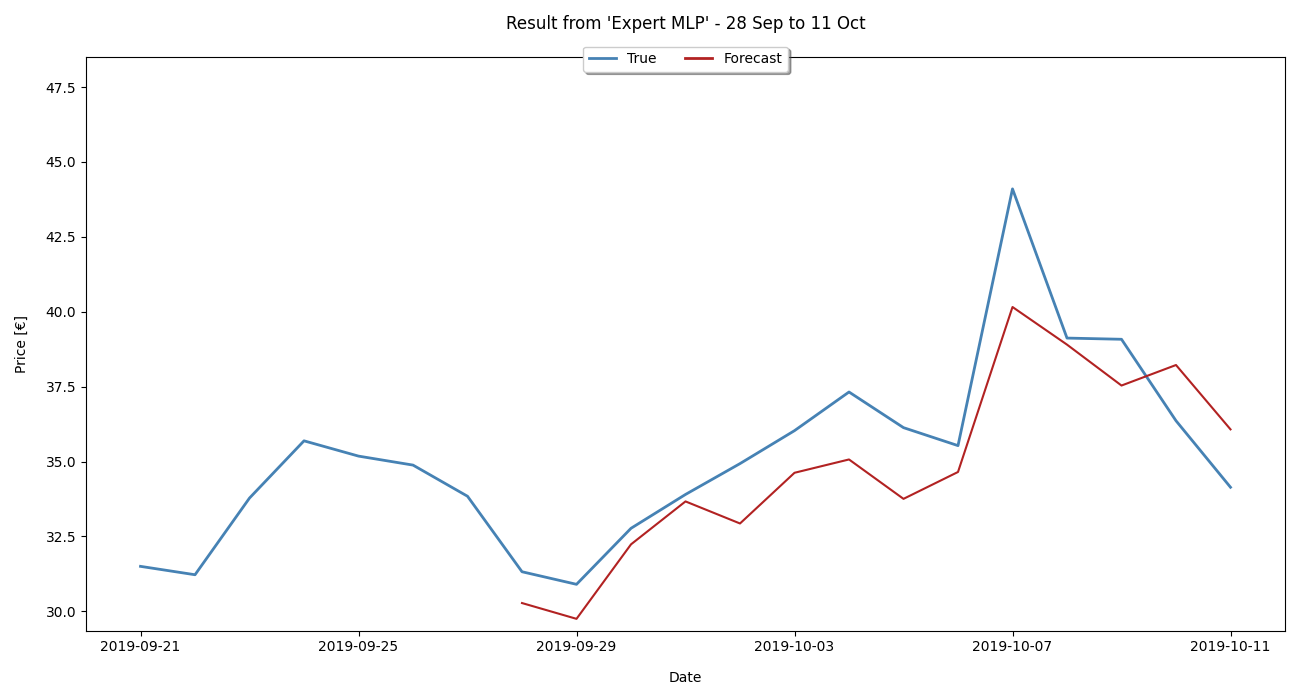 Result from 'Expert MLP' - 28 Sep to 11 Oct
True Forecast
47.5
45.0
42.5
40.0
37.5
35.0
32.5
30.0
Price [€]
2019-09-21 2019-09-25 2019-09-29 2019-10-03 2019-10-07 2019-10-11
Date